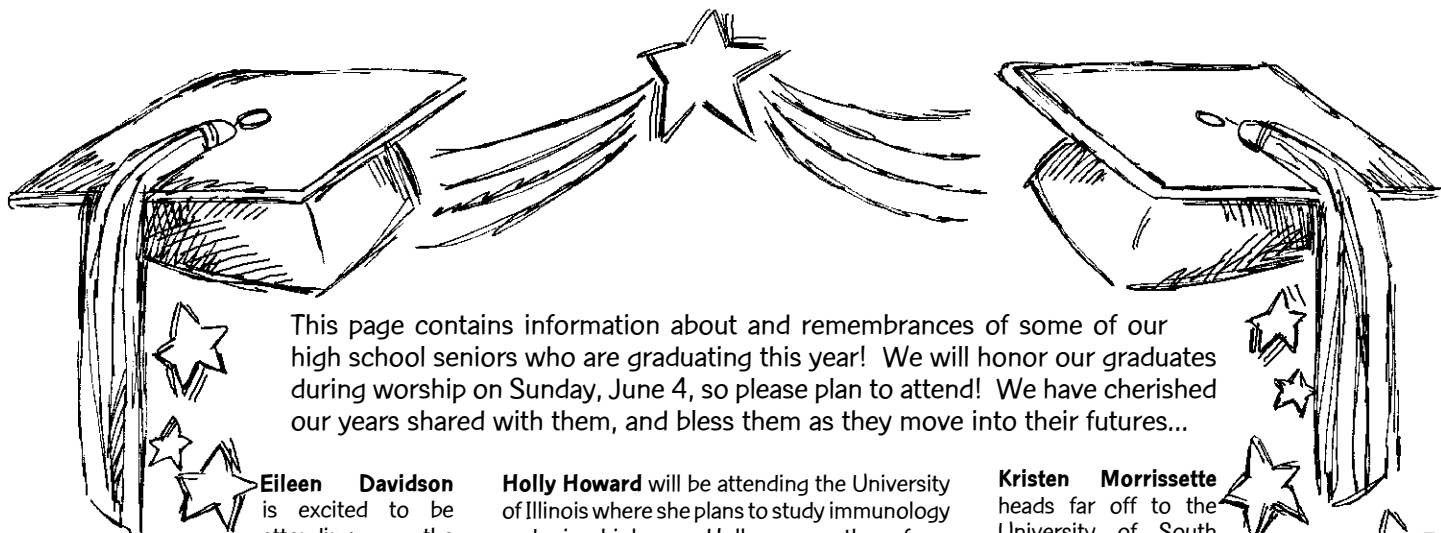 This page contains information about and remembrances of some of our
high school seniors who are graduating this year! We will honor our graduates
during worship on Sunday, June 4, so please plan to attend! We have cherished
our years shared with them, and bless them as they move into their futures...
Eileen Davidson
is excited to be
Holly Howard will be attending the University
of Illinois where she plans to study immunology
Kristen Morrissette
heads far off to the
University of South